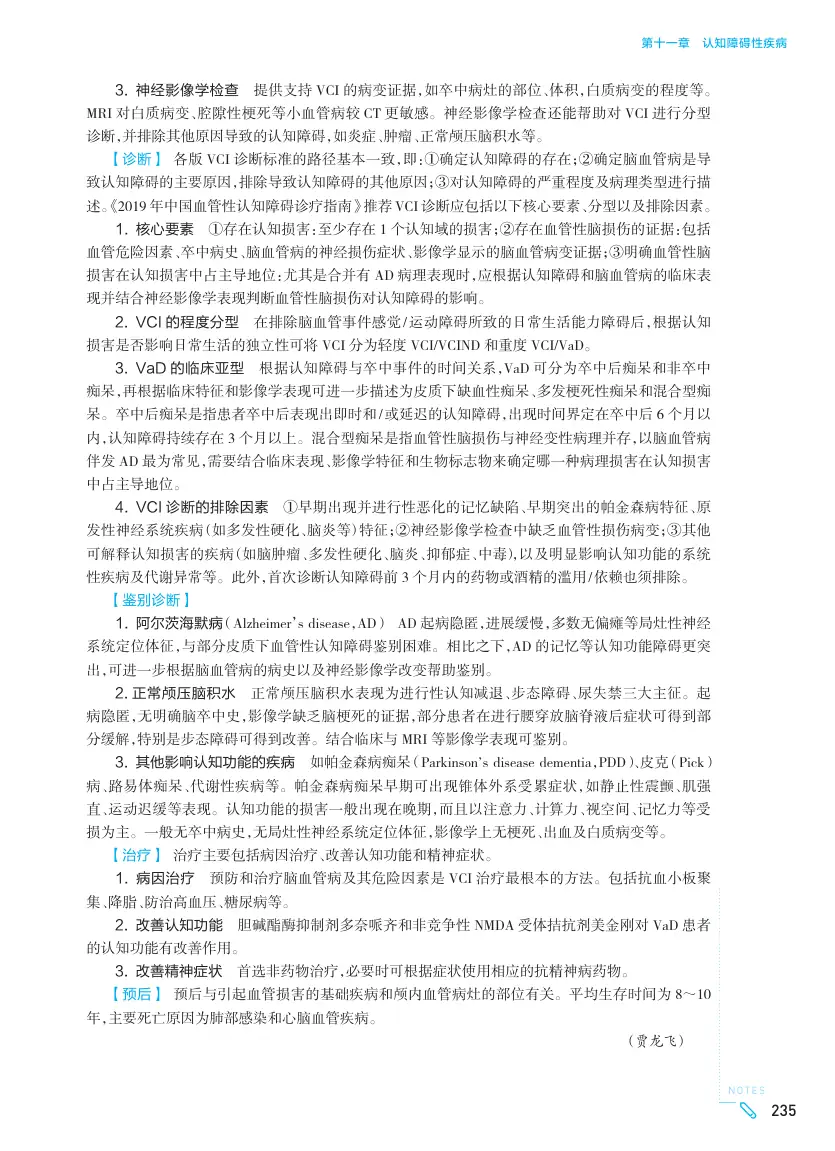 第十一章 认知障碍性疾病
3. 神经影像学检查 提供支持 VCI 的病变证据,如卒中病灶的部位、体积,白质病变的程度等。
MRI 对白质病变、腔隙性梗死等小血管病较 CT 更敏感。神经影像学检查还能帮助对 VCI 进行分型
诊断,并排除其他原因导致的认知障碍,如炎症、肿瘤、正常颅压脑积水等。
【诊断】 各版 VCI 诊断标准的路径基本一致,即:①确定认知障碍的存在;②确定脑血管病是导
致认知障碍的主要原因,排除导致认知障碍的其他原因;③对认知障碍的严重程度及病理类型进行描
述。《2019 年中国血管性认知障碍诊疗指南》推荐 VCI 诊断应包括以下核心要素、分型以及排除因素。
1. 核心要素 ①存在认知损害:至少存在 1 个认知域的损害;②存在血管性脑损伤的证据:包括
血管危险因素、卒中病史、脑血管病的神经损伤症状、影像学显示的脑血管病变证据;③明确血管性脑
损害在认知损害中占主导地位:尤其是合并有 AD 病理表现时,应根据认知障碍和脑血管病的临床表
现并结合神经影像学表现判断血管性脑损伤对认知障碍的影响。
2. VCI 的程度分型 在排除脑血管事件感觉/运动障碍所致的日常生活能力障碍后,根据认知
损害是否影响日常生活的独立性可将 VCI 分为轻度 VCI/VCIND 和重度 VCI/VaD。
3. VaD 的临床亚型 根据认知障碍与卒中事件的时间关系,VaD 可分为卒中后痴呆和非卒中
痴呆,再根据临床特征和影像学表现可进一步描述为皮质下缺血性痴呆、多发梗死性痴呆和混合型痴
呆。卒中后痴呆是指患者卒中后表现出即时和/或延迟的认知障碍,出现时间界定在卒中后 6 个月以
内,认知障碍持续存在 3 个月以上。混合型痴呆是指血管性脑损伤与神经变性病理并存,以脑血管病
伴发 AD 最为常见,需要结合临床表现、影像学特征和生物标志物来确定哪一种病理损害在认知损害
中占主导地位。
4. VCI 诊断的排除因素 ①早期出现并进行性恶化的记忆缺陷、早期突出的帕金森病特征、原
发性神经系统疾病(如多发性硬化、脑炎等)特征;②神经影像学检查中缺乏血管性损伤病变;③其他
可解释认知损害的疾病(如脑肿瘤、多发性硬化、脑炎、抑郁症、中毒),以及明显影响认知功能的系统
性疾病及代谢异常等。此外,首次诊断认知障碍前 3 个月内的药物或酒精的滥用/依赖也须排除。
【鉴别诊断】
1. 阿尔茨海默病(Alzheimer's disease,AD) AD 起病隐匿,进展缓慢,多数无偏瘫等局灶性神经
系统定位体征,与部分皮质下血管性认知障碍鉴别困难。相比之下,AD 的记忆等认知功能障碍更突
出,可进一步根据脑血管病的病史以及神经影像学改变帮助鉴别。
2. 正常颅压脑积水 正常颅压脑积水表现为进行性认知减退、步态障碍、尿失禁三大主征。起
病隐匿,无明确脑卒中史,影像学缺乏脑梗死的证据,部分患者在进行腰穿放脑脊液后症状可得到部
分缓解,特别是步态障碍可得到改善。结合临床与 MRI 等影像学表现可鉴别。
3. 其他影响认知功能的疾病 如帕金森病痴呆(Parkinson's disease dementia,PDD)、皮克(Pick)
病、路易体痴呆、代谢性疾病等。帕金森病痴呆早期可出现锥体外系受累症状,如静止性震颤、肌强
直、运动迟缓等表现。认知功能的损害一般出现在晚期,而且以注意力、计算力、视空间、记忆力等受
损为主。一般无卒中病史,无局灶性神经系统定位体征,影像学上无梗死、出血及白质病变等。
【治疗】 治疗主要包括病因治疗、改善认知功能和精神症状。
1. 病因治疗 预防和治疗脑血管病及其危险因素是 VCI 治疗最根本的方法。包括抗血小板聚
集、降脂、防治高血压、糖尿病等。
2. 改善认知功能 胆碱酯酶抑制剂多奈哌齐和非竞争性 NMDA 受体拮抗剂美金刚对 VaD 患者
的认知功能有改善作用。
3. 改善精神症状 首选非药物治疗,必要时可根据症状使用相应的抗精神病药物。
【预后】 预后与引起血管损害的基础疾病和颅内血管病灶的部位有关。平均生存时间为 8～10
年,主要死亡原因为肺部感染和心脑血管疾病。
(贾龙飞)
NOTES
235